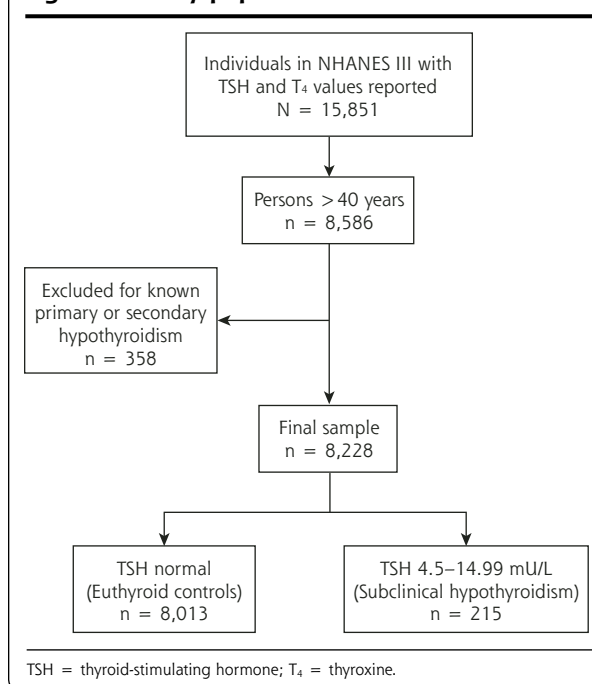 Individuals in NHANES III with
TSH and T₄ values reported
N = 15,851
Persons >40 years
n = 8,586
Excluded for known
primary or secondary
hypothyroidism
n = 358
Final sample
n = 8,228
TSH normal
(Euthyroid controls)
n = 8,013
TSH 4.5–14.99 mU/L
(Subclinical hypothyroidism)
n = 215
TSH = thyroid-stimulating hormone; T₄ = thyroxine.